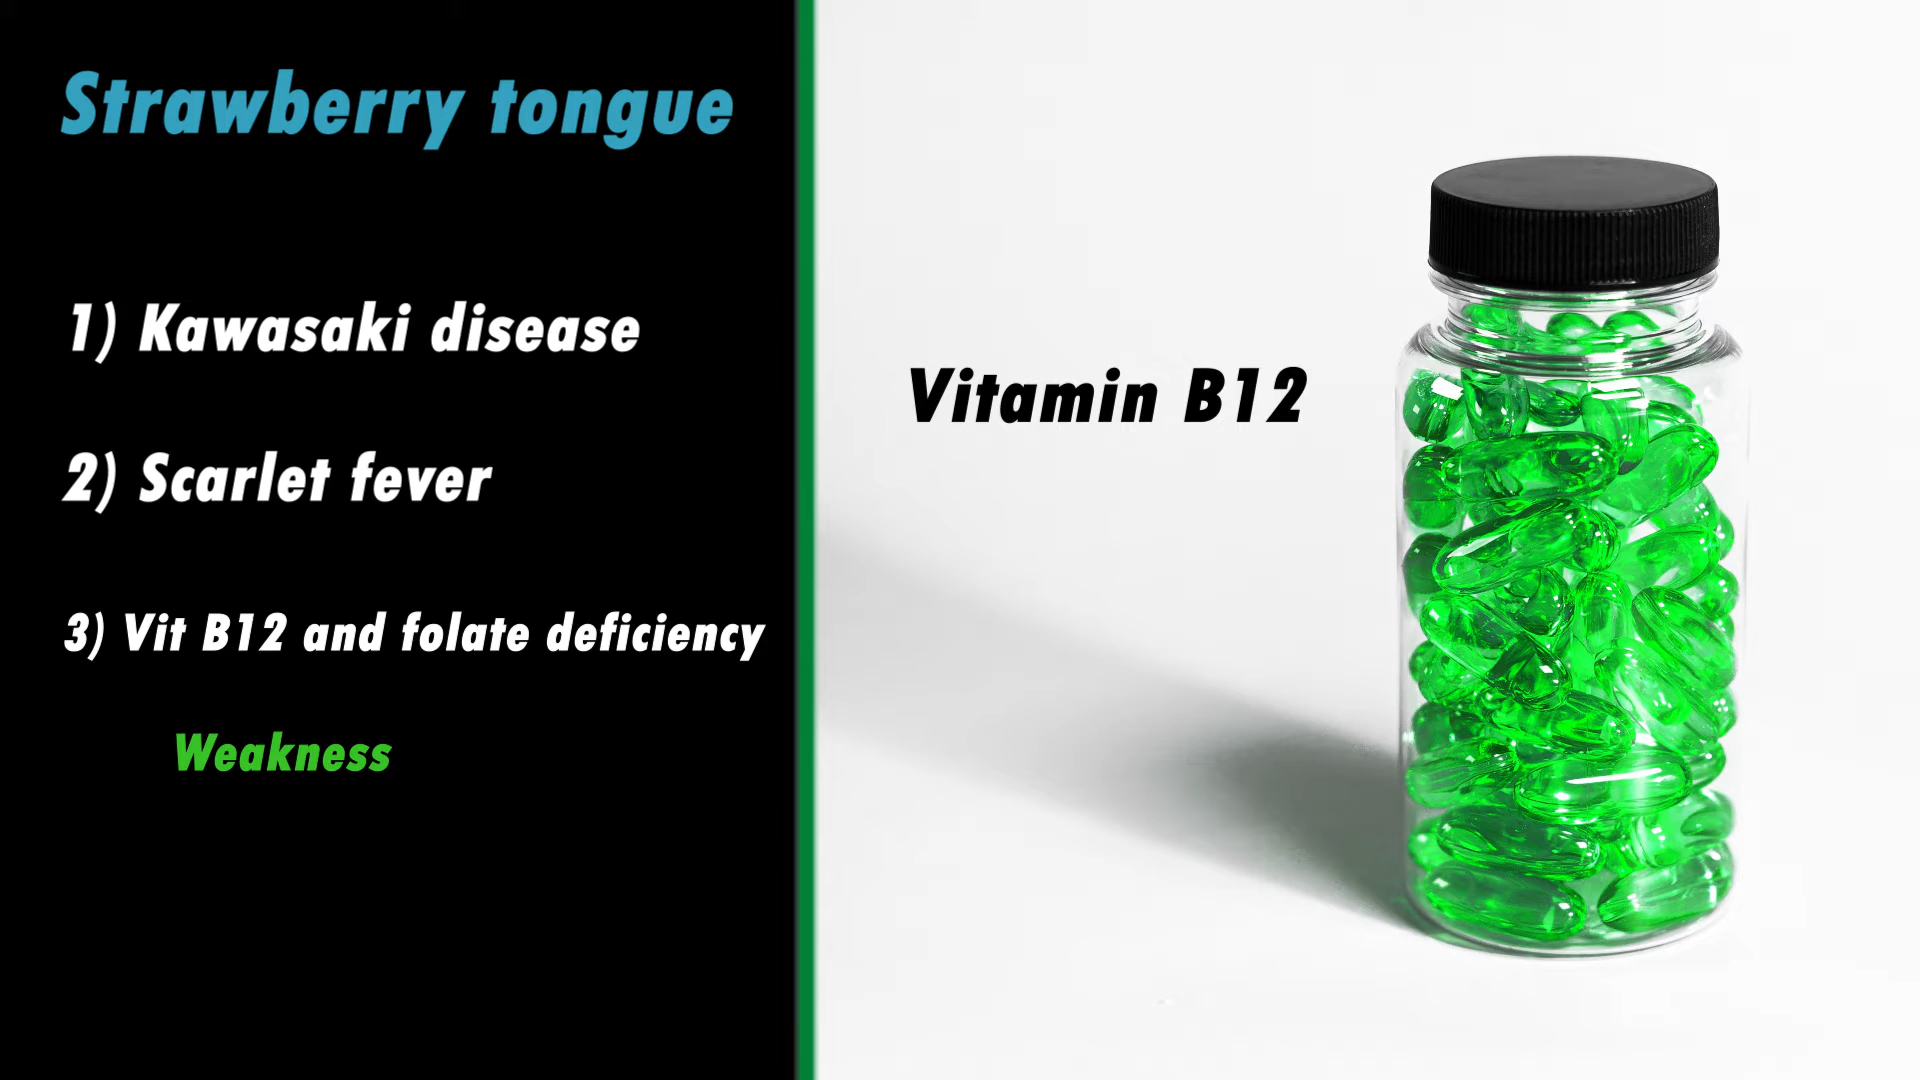 Strawberry tongue
1) Kawasaki disease
2) Scarlet fever
3) Vit B12 and folate deficiency
Weakness
Vitamin B12